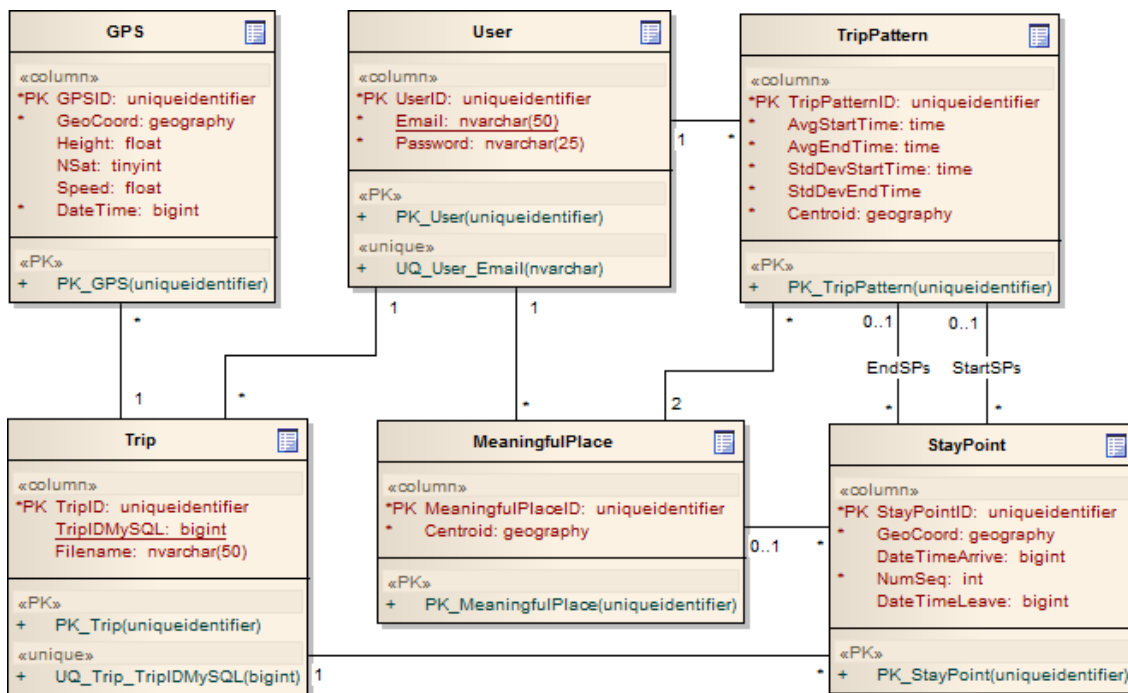 GPS
«column»
*PK GPSID: uniqueidentifier
* GeoCoord: geography
Height: float
NSat: tinyint
Speed: float
* DateTime: bigint
«PK»
+ PK_GPS(uniqueidentifier)
User
«column»
*PK UserID: uniqueidentifier
* Email: nvarchar(50)
* Password: nvarchar(25)
«PK»
+ PK_User(uniqueidentifier)
«unique»
+ UQ_User_Email(nvarchar)
TripPattern
«column»
*PK TripPatternID: uniqueidentifier
* AvgStartTime: time
* AvgEndTime: time
* StdDevStartTime: time
* StdDevEndTime
* Centroid: geography
«PK»
+ PK_TripPattern(uniqueidentifier)
1 *
* 1 1 * 0..1 0..1
EndSPs StartSPs
1 * * 2 * *
Trip
«column»
*PK TripID: uniqueidentifier
TripIDMySQL: bigint
Filename: nvarchar(50)
«PK»
+ PK_Trip(uniqueidentifier)
«unique»
+ UQ_Trip_TripIDMySQL(bigint)
MeaningfulPlace
«column»
*PK MeaningfulPlaceID: uniqueidentifier
* Centroid: geography
«PK»
+ PK_MeaningfulPlace(uniqueidentifier)
0..1 *
StayPoint
«column»
*PK StayPointID: uniqueidentifier
* GeoCoord: geography
DateTimeArrive: bigint
* NumSeq: int
DateTimeLeave: bigint
«PK»
+ PK_StayPoint(uniqueidentifier)
1 *